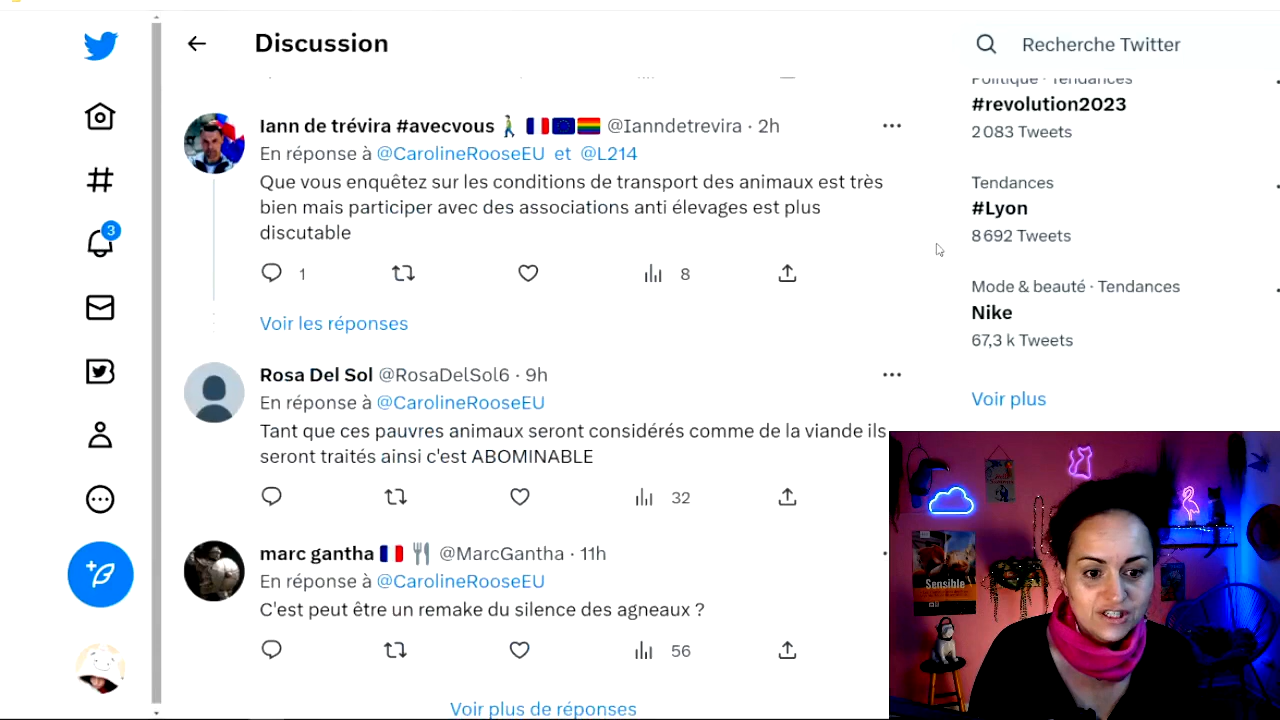 Discussion
Recherche Twitter
Politique · Tendances
#revolution2023
2 083 Tweets
Iann de trévira #avecvous @Ianndetrevira · 2h
En réponse à @CarolineRooseEU et @L214
Que vous enquêtez sur les conditions de transport des animaux est très
bien mais participer avec des associations anti élevages est plus
discutable
1
8
Voir les réponses
Tendances
#Lyon
8 692 Tweets
3
Mode & beauté · Tendances
Nike
67,3 k Tweets
Voir plus
Rosa Del Sol @RosaDelSol6 · 9h
En réponse à @CarolineRooseEU
Tant que ces pauvres animaux seront considérés comme de la viande ils
seront traités ainsi c'est ABOMINABLE
32
marc gantha @MarcGantha · 11h
En réponse à @CarolineRooseEU
C'est peut être un remake du silence des agneaux ?
56
Voir plus de réponses
Sensible